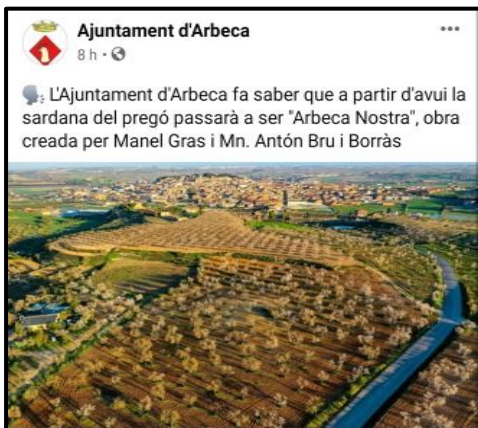 Ajuntament d'Arbeca
8 h ·
L'Ajuntament d'Arbeca fa saber que a partir d'avui la
sardana del pregó passarà a ser "Arbeca Nostra", obra
creada per Manel Gras i Mn. Antón Bru i Borràs